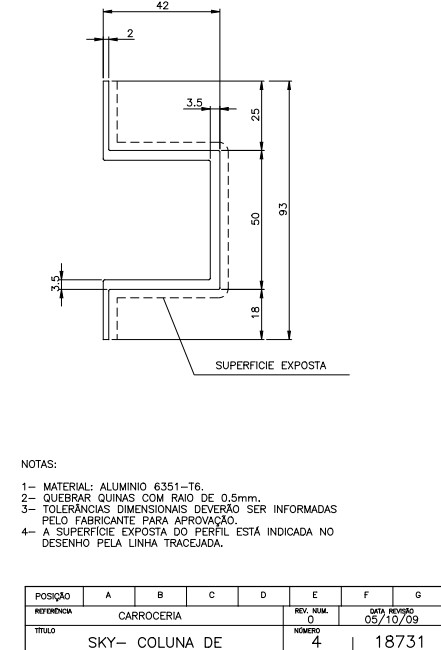 42
2
3.5
25
50
93
3.5
18
SUPERFICIE EXPOSTA
NOTAS:
1– MATERIAL: ALUMINIO 6351–T6.
2– QUEBRAR QUINAS COM RAIO DE 0.5mm.
3– TOLERÂNCIAS DIMENSIONAIS DEVERÃO SER INFORMADAS
PELO FABRICANTE PARA APROVAÇÃO.
4– A SUPERFÍCIE EXPOSTA DO PERFIL ESTÁ INDICADA NO
DESENHO PELA LINHA TRACEJADA.
POSIÇÃO A B C D E F G
REFERÊNCIA CARROCERIA REV. NUM. 0 DATA REVISÃO 05/10/09
TÍTULO SKY– COLUNA DE NÚMERO 4 18731